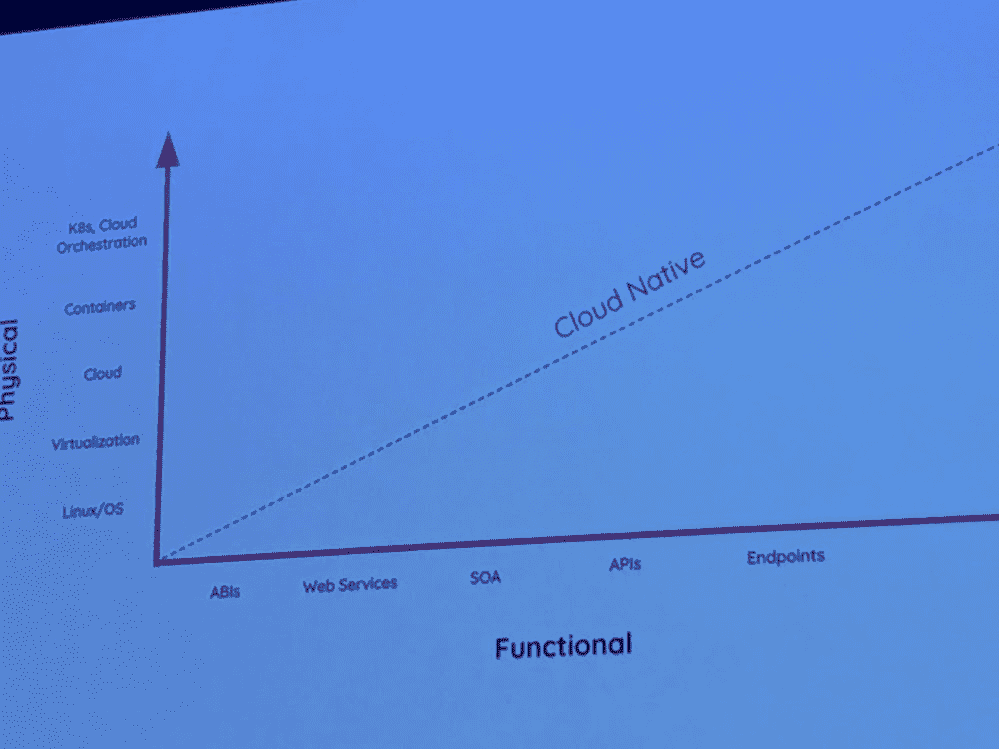 K8s, Cloud
Orchestration
Containers
Cloud
Virtualization
Linux/OS
Physical
Cloud Native
ABIs
Web Services
SOA
APIs
Endpoints
Functional